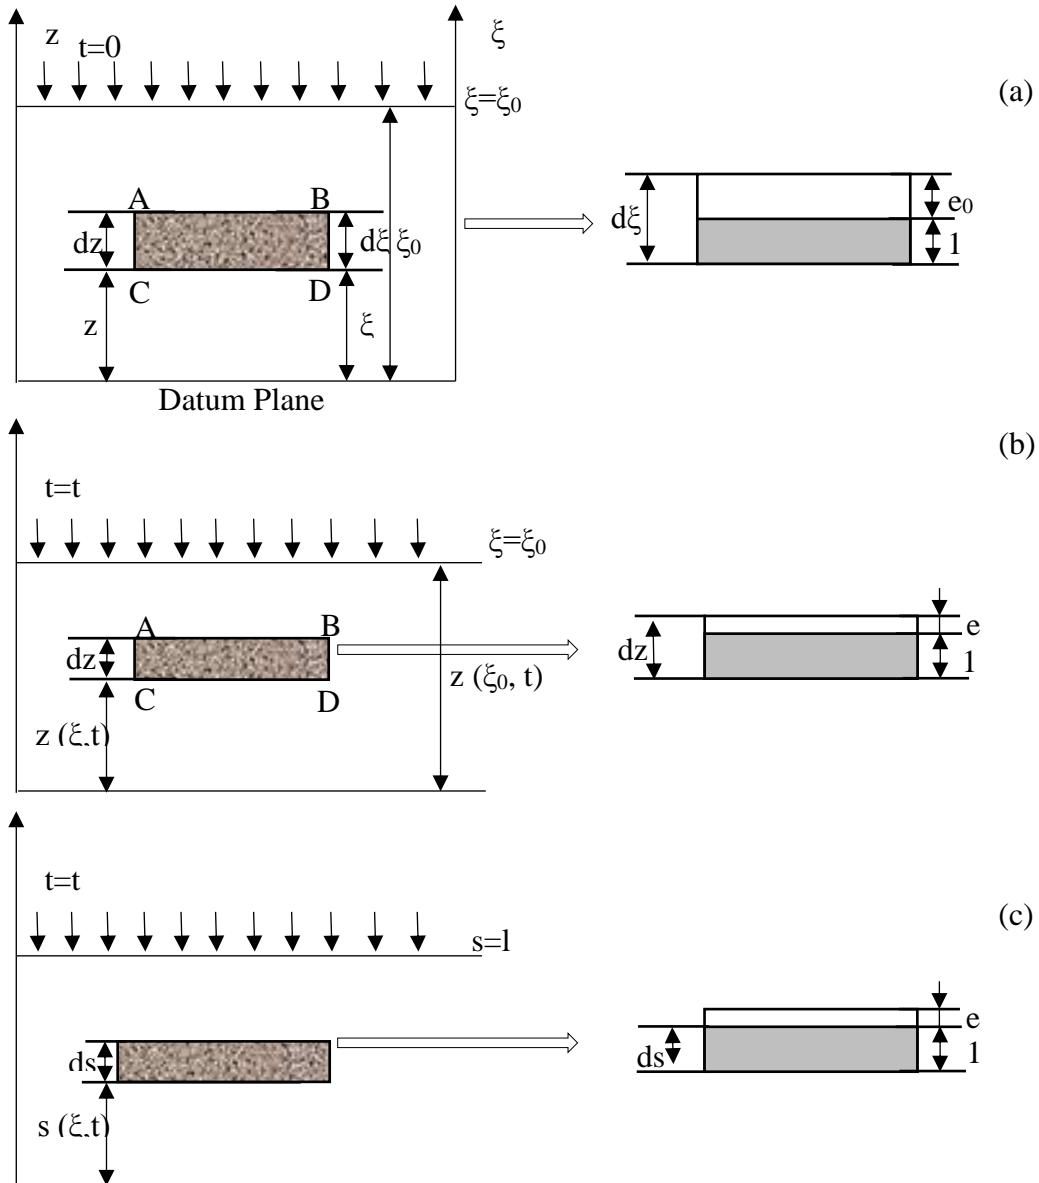 z
ξ
t=0
ξ=ξ0
(a)
A
B
dz
dξ
ξ0
dξ
e0
1
C
D
z
ξ
Datum Plane
(b)
t=t
ξ=ξ0
A
B
dz
z (ξ0, t)
dz
e
1
C
D
z (ξ,t)
t=t
(c)
s=l
ds
ds
e
1
s (ξ,t)